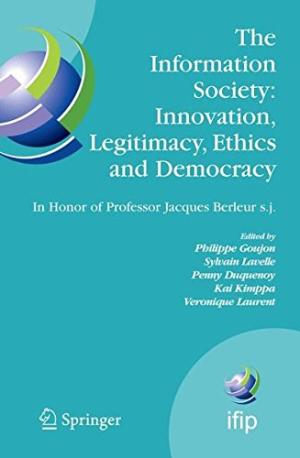 The
Information
Society:
Innovation,
Legitimacy, Ethics
and Democracy
In Honor of Professor Jacques Berleur s.j.
Edited by
Philippe Goujon
Sylvain Lavelle
Penny Duquenoy
Kai Kimppa
Veronique Laurent
Springer
ifip